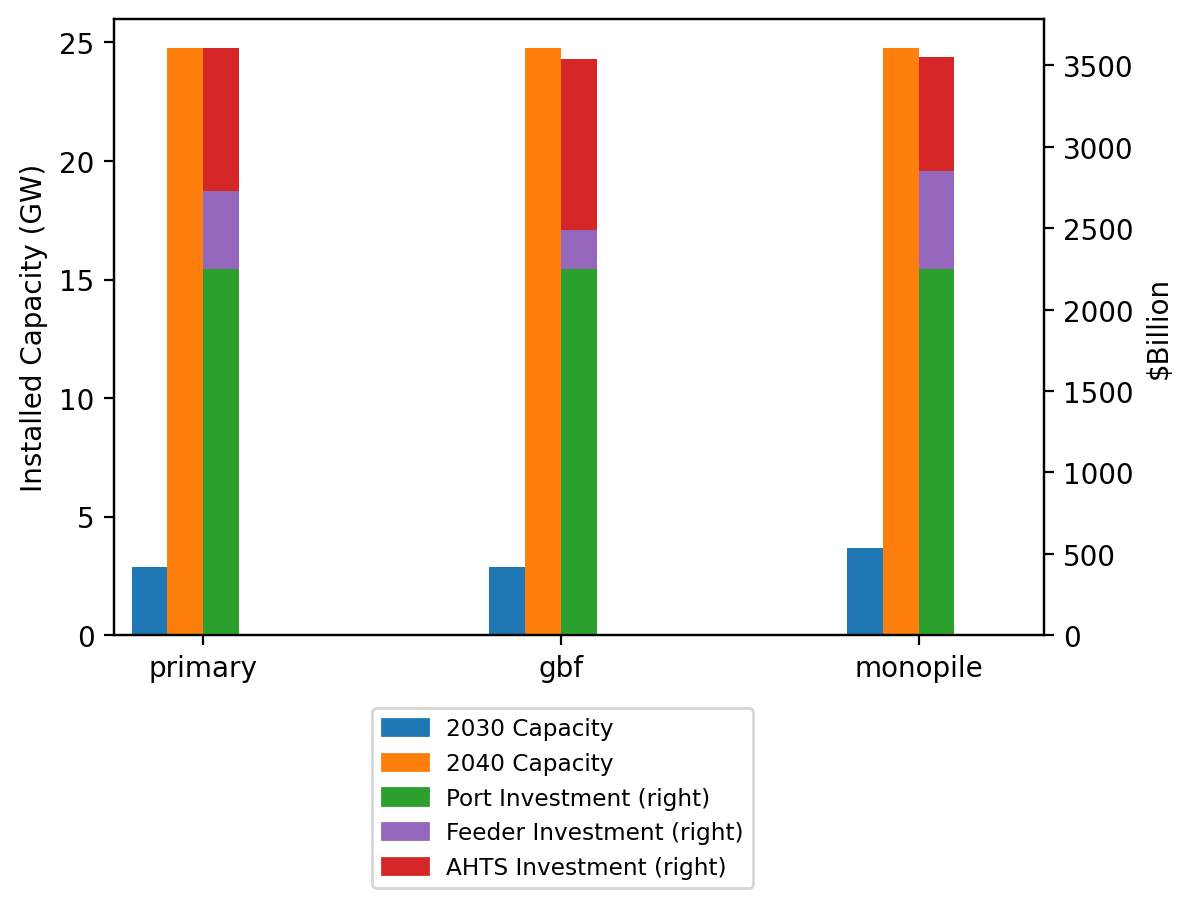 Installed Capacity (GW)
25
20
15
10
5
0
3500
3000
2500
2000
1500
1000
500
0
$Billion
primary
gbf
monopile
2030 Capacity
2040 Capacity
Port Investment (right)
Feeder Investment (right)
AHTS Investment (right)